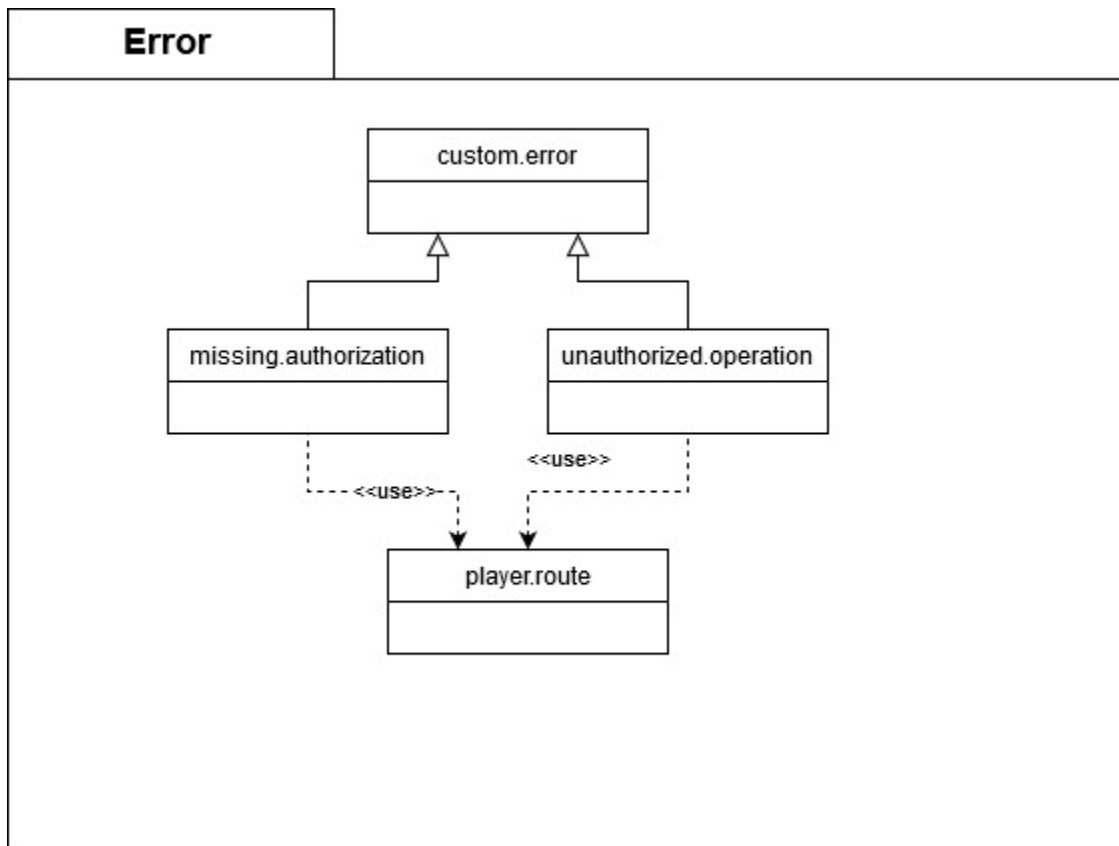 Error
custom.error
missing.authorization
unauthorized.operation
<<use>>
<<use>>
player.route